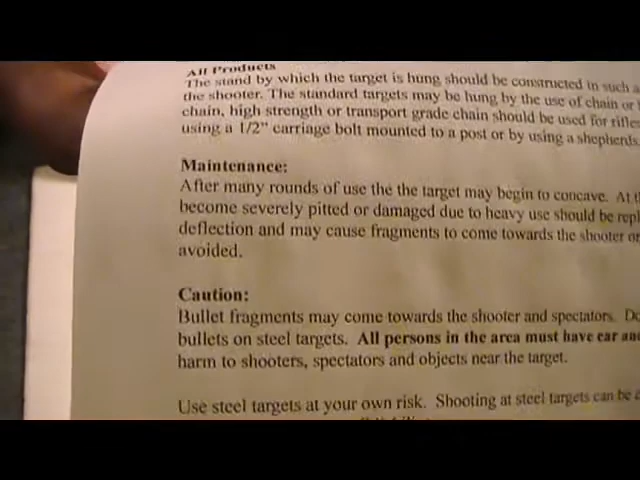 All Products
The stand by which the target is hung should be constructed in such a
the shooter. The standard targets may be hung by the use of chain or
chain, high strength or transport grade chain should be used for rifles
using a 1/2" carriage bolt mounted to a post or by using a shepherds
Maintenance:
After many rounds of use the the target may begin to concave. At
become severely pitted or damaged due to heavy use should be
deflection and may cause fragments to come towards the shooter or
avoided.
Caution:
Bullet fragments may come towards the shooter and spectators. Do
bullets on steel targets. All persons in the area must have ear
harm to shooters, spectators and objects near the target.
Use steel targets at your own risk. Shooting at steel targets can be